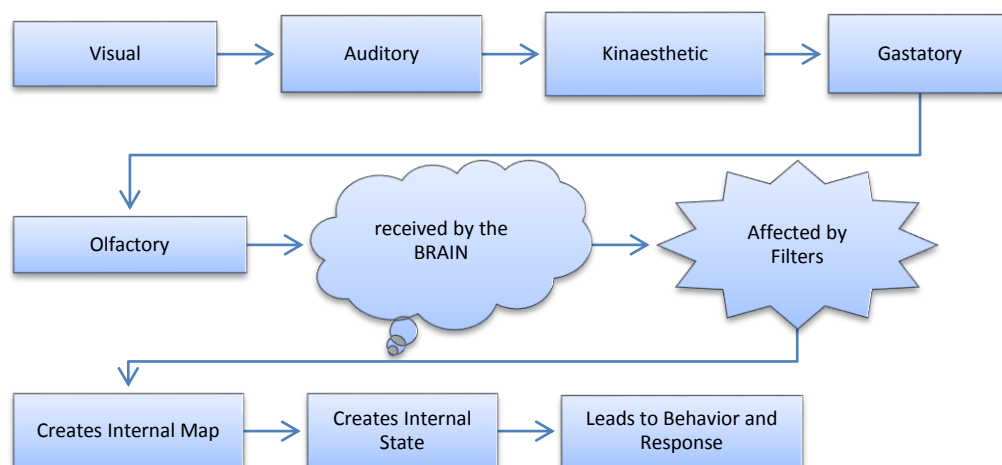 Visual
Auditory
Kinaesthetic
Gastatory
Olfactory
received by the
BRAIN
Affected by
Filters
Creates Internal Map
Creates Internal
State
Leads to Behavior and
Response